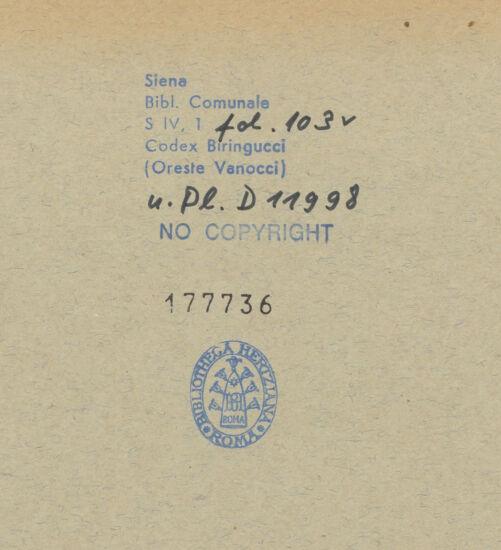 Siena
Bibl. Comunale
S IV, 1 fol. 103v
Codex Biringucci
(Oreste Vanocci)
u. Pl. D 11998
NO COPYRIGHT
177736
BIBLIOTHECA HERTZIANA
ROMA
• ROMA •